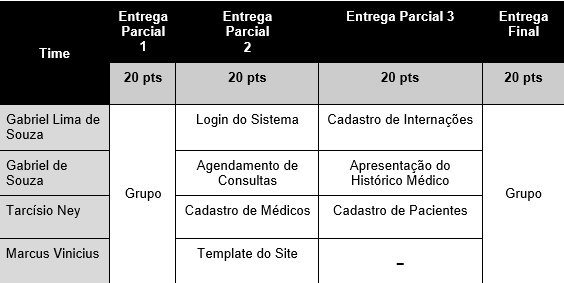 Time
Entrega
Parcial
1
Entrega
Parcial
2
Entrega Parcial 3
Entrega
Final
20 pts
20 pts
20 pts
20 pts
Gabriel Lima de
Souza
Grupo
Login do Sistema
Cadastro de Internações
Grupo
Gabriel de
Souza
Agendamento de
Consultas
Apresentação do
Histórico Médico
Tarcísio Ney
Cadastro de Médicos
Cadastro de Pacientes
Marcus Vinicius
Template do Site
–